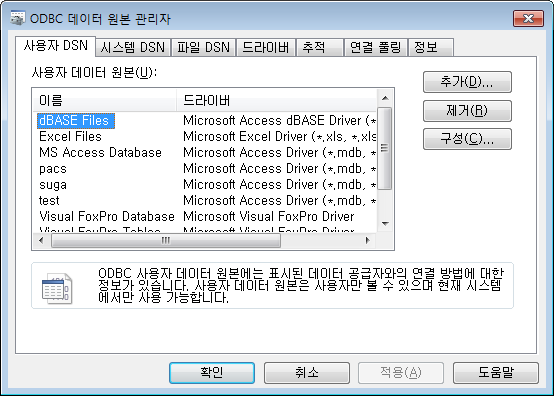 ODBC 데이터 원본 관리자
사용자 DSN 시스템 DSN 파일 DSN 드라이버 추적 연결 풀링 정보
사용자 데이터 원본(U):
이름 드라이버
dBASE Files Microsoft Access dBASE Driver (*
Excel Files Microsoft Excel Driver (*,xls, *,xls
MS Access Database Microsoft Access Driver (*,mdb, *
pacs Microsoft Access Driver (*,mdb, *
suga Microsoft Access Driver (*,mdb, *
test Microsoft Access Driver (*,mdb, *
Visual FoxPro Database Microsoft Visual FoxPro Driver
Visual FoxPro Tables Microsoft Visual FoxPro Driver
추가(D)...
제거(R)
구성(C)...
ODBC 사용자 데이터 원본에는 표시된 데이터 공급자와의 연결 방법에 대한
정보가 있습니다. 사용자 데이터 원본은 사용자만 볼 수 있으며 현재 시스템
에서만 사용 가능합니다.
확인 취소 적용(A) 도움말